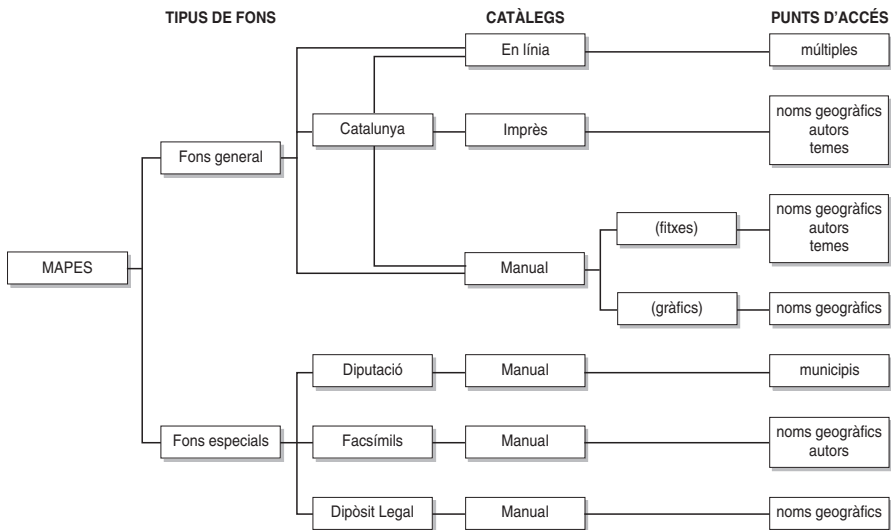 TIPUS DE FONS
CATÀLEGS
PUNTS D'ACCÉS
En línia
múltiples
Catalunya
Imprès
noms geogràfics
autors
temes
Fons general
(fitxes)
noms geogràfics
autors
temes
MAPES
Manual
(gràfics)
noms geogràfics
Diputació
Manual
municipis
Fons especials
Facsímils
Manual
noms geogràfics
autors
Dipòsit Legal
Manual
noms geogràfics